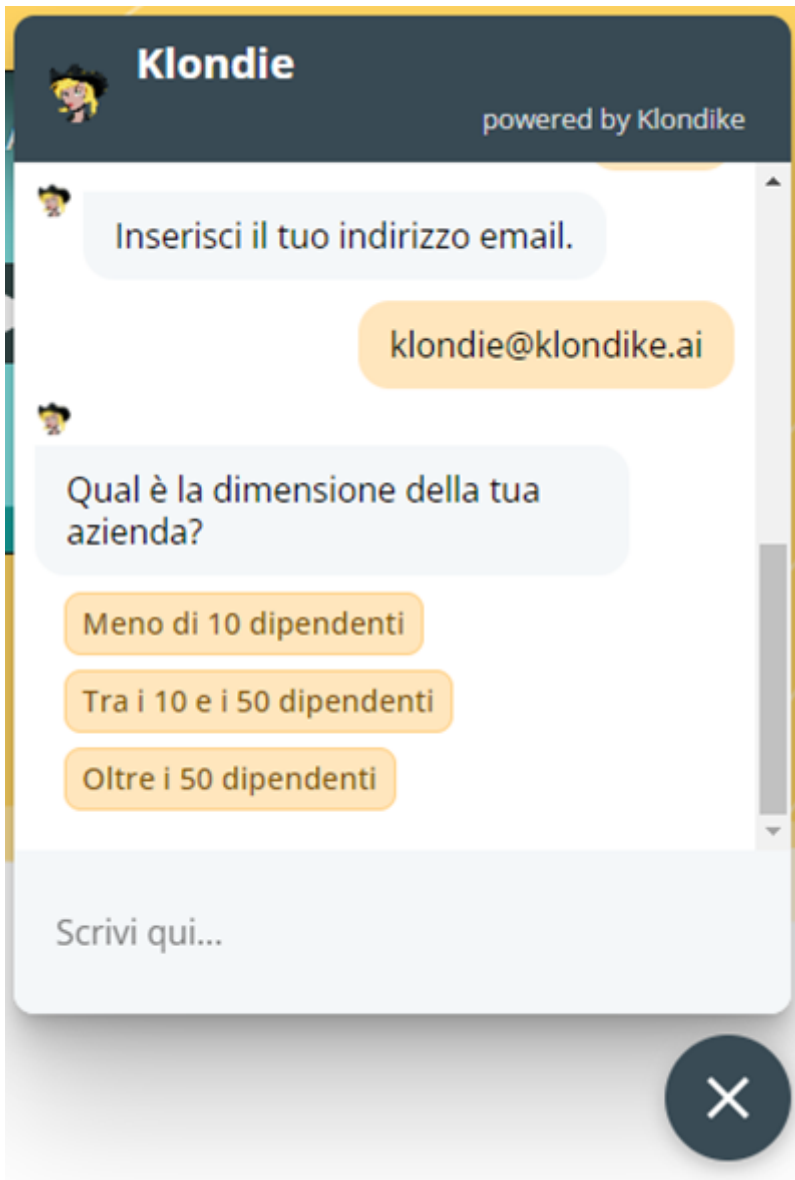 Klondie
powered by Klondike
Inserisci il tuo indirizzo email.
klondie@klondike.ai
Qual è la dimensione della tua
azienda?
Meno di 10 dipendenti
Tra i 10 e i 50 dipendenti
Oltre i 50 dipendenti
Scrivi qui...